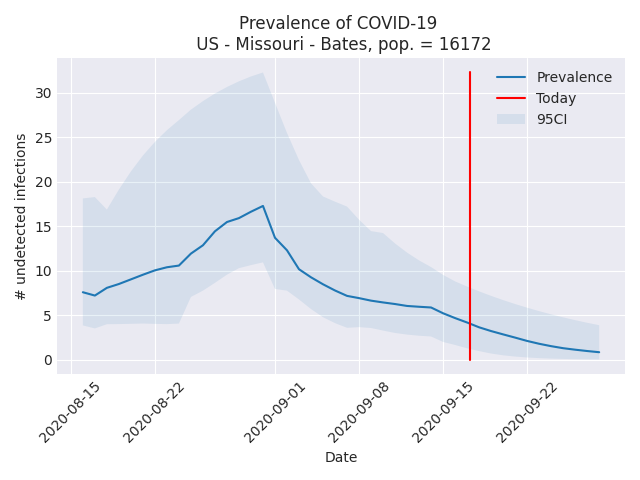 Prevalence of COVID-19
US - Missouri - Bates, pop. = 16172
# undetected infections
30
25
20
15
10
5
0
Prevalence
Today
95CI
2020-08-15
2020-08-22
2020-09-01
2020-09-08
2020-09-15
2020-09-22
Date